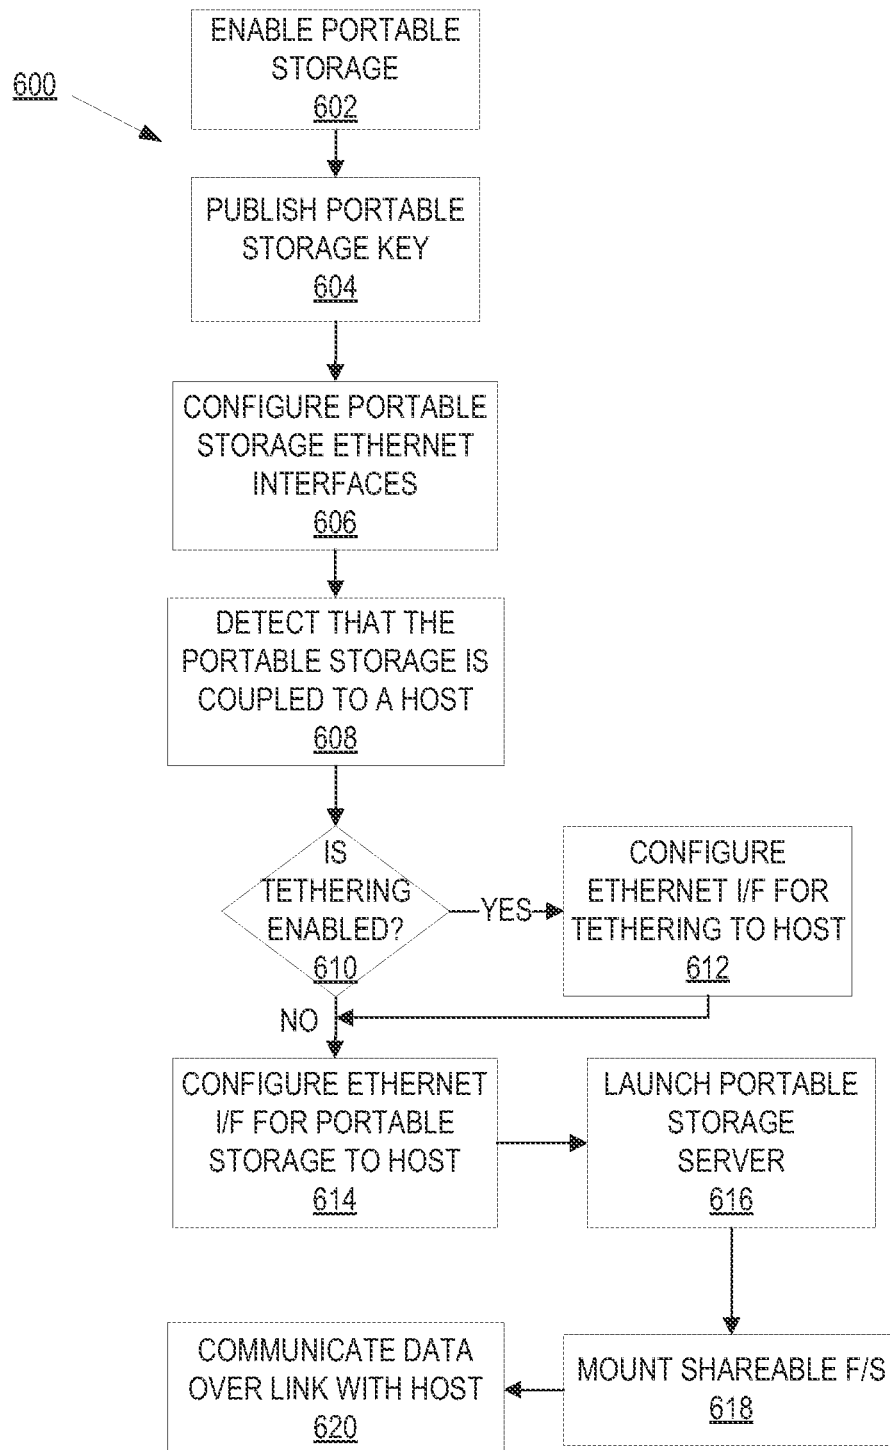 600
ENABLE PORTABLE
STORAGE
602
PUBLISH PORTABLE
STORAGE KEY
604
CONFIGURE PORTABLE
STORAGE ETHERNET
INTERFACES
606
DETECT THAT THE
PORTABLE STORAGE IS
COUPLED TO A HOST
608
IS
TETHERING
ENABLED?
610
YES
CONFIGURE
ETHERNET I/F FOR
TETHERING TO HOST
612
NO
CONFIGURE ETHERNET
I/F FOR PORTABLE
STORAGE TO HOST
614
LAUNCH PORTABLE
STORAGE
SERVER
616
MOUNT SHAREABLE F/S
618
COMMUNICATE DATA
OVER LINK WITH HOST
620